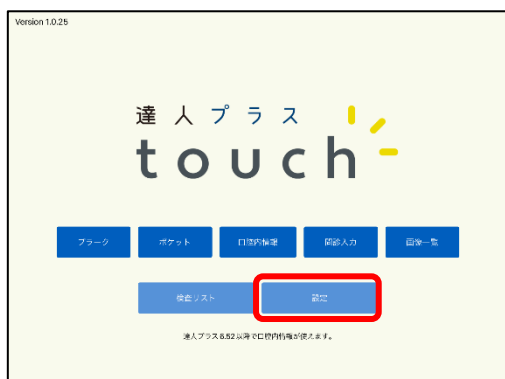 Version 1.0.25
達人プラス
touch
プラーク
ポケット
口腔内情報
問診入力
画像一覧
検査リスト
設定
達人プラス6.52以降で口腔内情報が使えます。